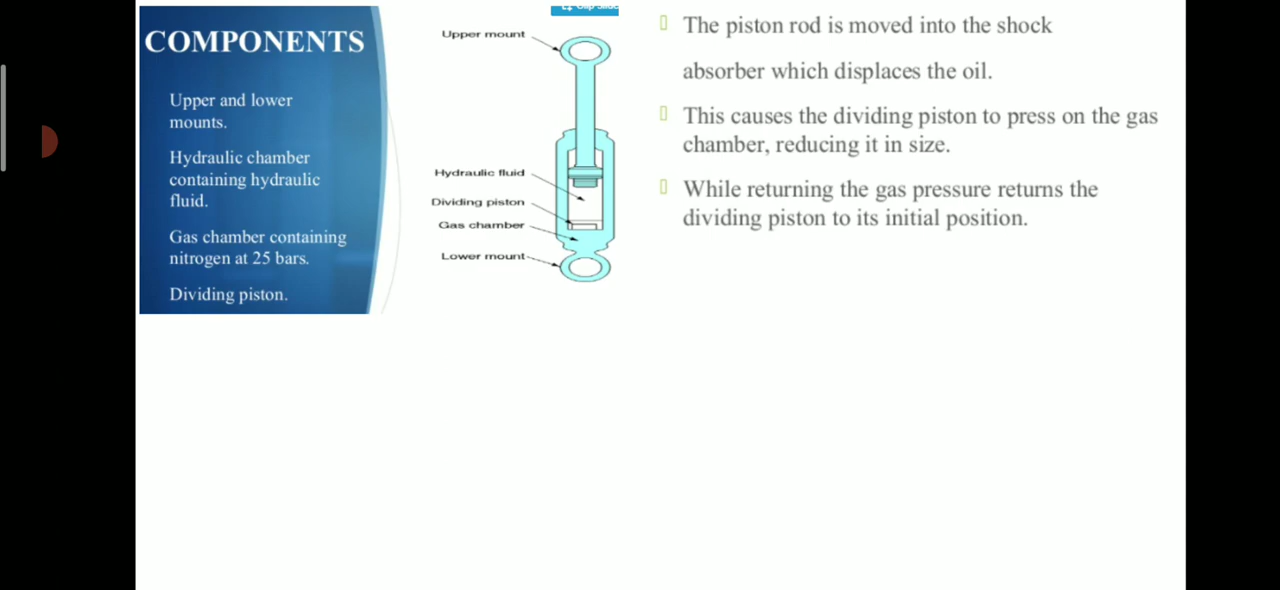 COMPONENTS
Upper and lower
mounts.
Hydraulic chamber
containing hydraulic
fluid.
Gas chamber containing
nitrogen at 25 bars.
Dividing piston.
Upper mount
Hydraulic fluid
Dividing piston
Gas chamber
Lower mount
The piston rod is moved into the shock
absorber which displaces the oil.
This causes the dividing piston to press on the gas
chamber, reducing it in size.
While returning the gas pressure returns the
dividing piston to its initial position.